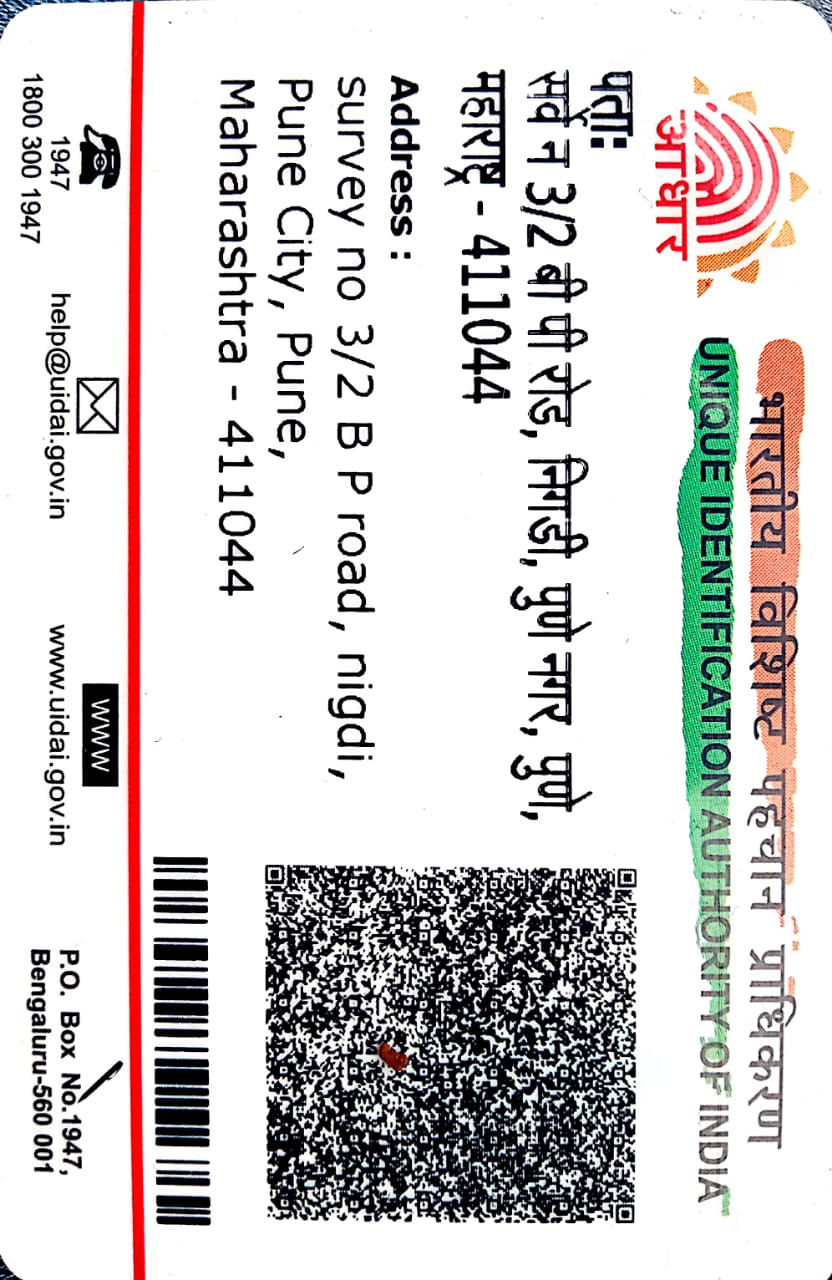 भारतीय विशिष्ट पहचान प्राधिकरण
UNIQUE IDENTIFICATION AUTHORITY OF INDIA
आधार
पता:
सर्वे न 3/2 बी पी रोड, निगडी, पुणे नगर, पुणे,
महाराष्ट्र - 411044
Address :
survey no 3/2 B P road, nigdi,
Pune City, Pune,
Maharashtra - 411044
1947
1800 300 1947
help@uidai.gov.in
WWW
www.uidai.gov.in
P.O. Box No.1947,
Bengaluru-560 001